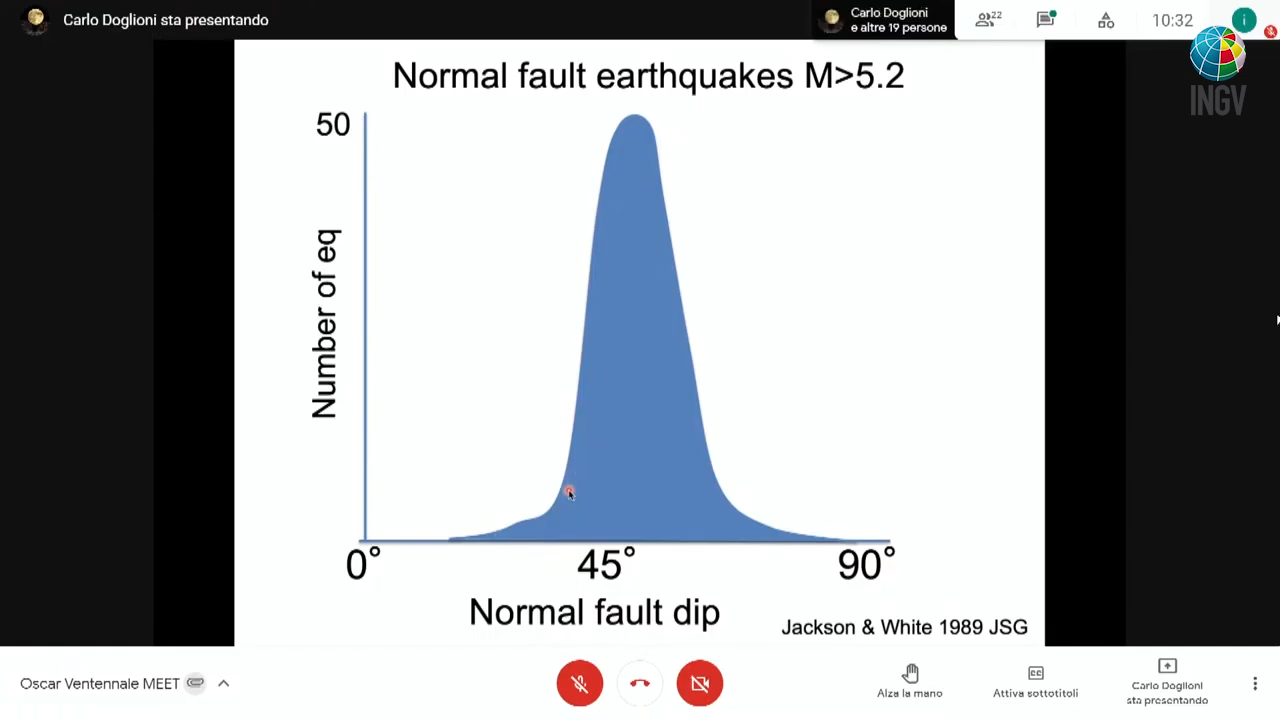 Carlo Doglioni sta presentando
Carlo Doglioni
e altre 19 persone
22
10:32
i
INGV
Normal fault earthquakes M>5.2
50
Number of eq
0°
45°
90°
Normal fault dip
Jackson & White 1989 JSG
Oscar Ventennale MEET
Alza la mano
CC
Attiva sottotitoli
Carlo Doglioni
sta presentando